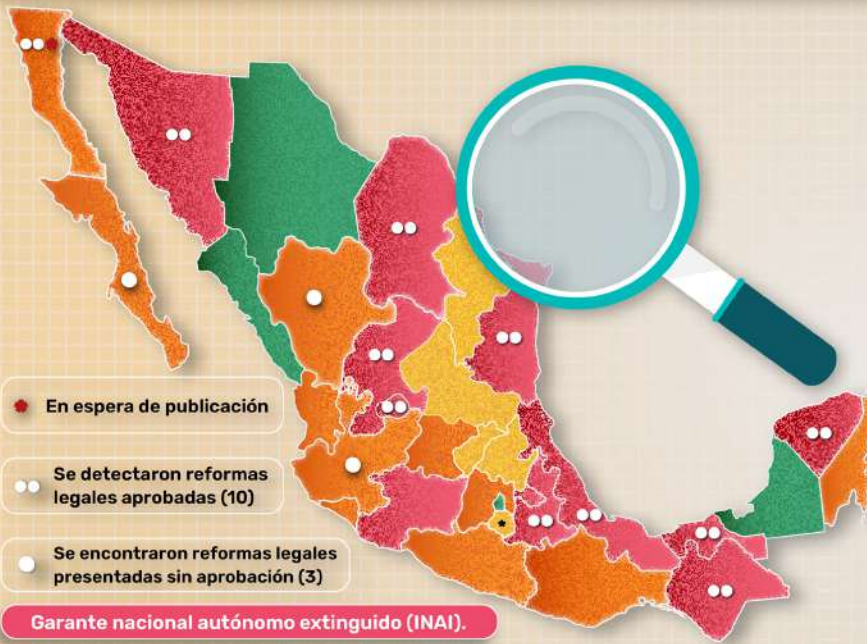 En espera de publicación
Se detectaron reformas
legales aprobadas (10)
Se encontraron reformas legales
presentadas sin aprobación (3)
Garante nacional autónomo extinguido (INAI).